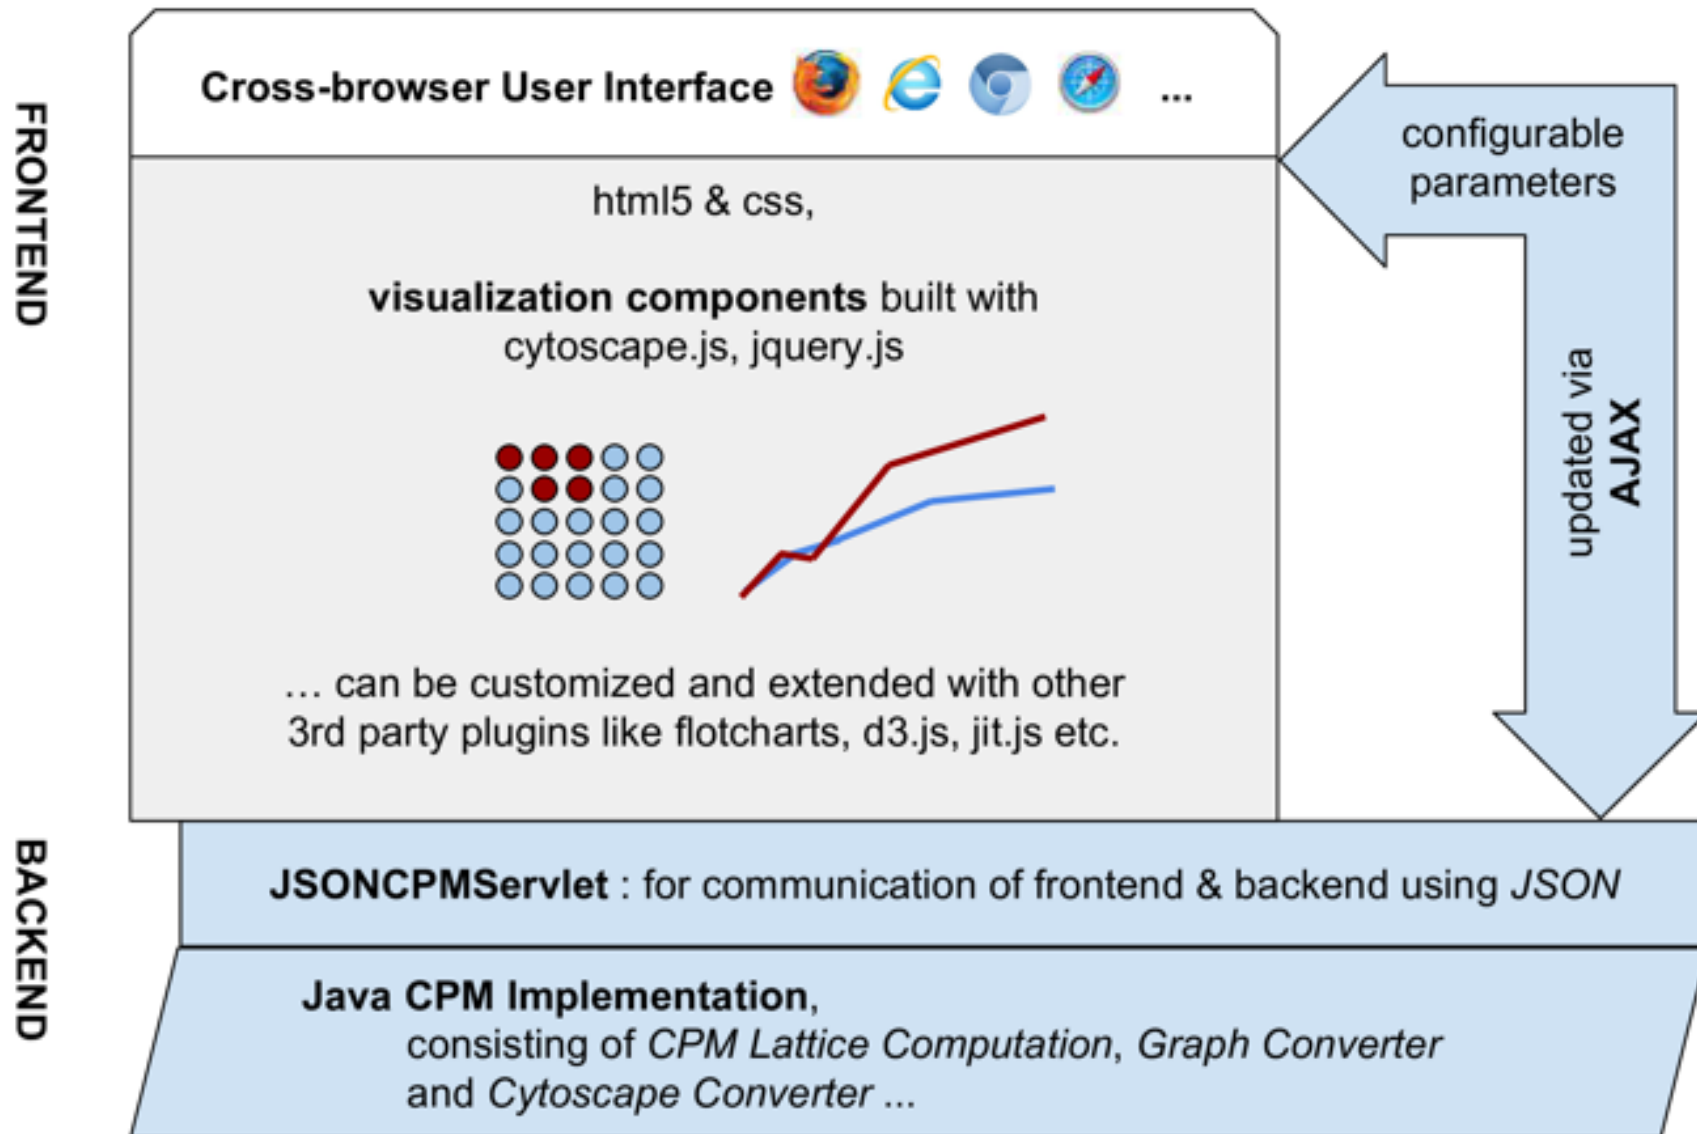 FRONTEND
Cross-browser User Interface ...
html5 & css,
visualization components built with
cytoscape.js, jquery.js
... can be customized and extended with other
3rd party plugins like flotcharts, d3.js, jit.js etc.
configurable
parameters
updated via
AJAX
BACKEND
JSONCPMServlet : for communication of frontend & backend using JSON
Java CPM Implementation,
consisting of CPM Lattice Computation, Graph Converter
and Cytoscape Converter ...